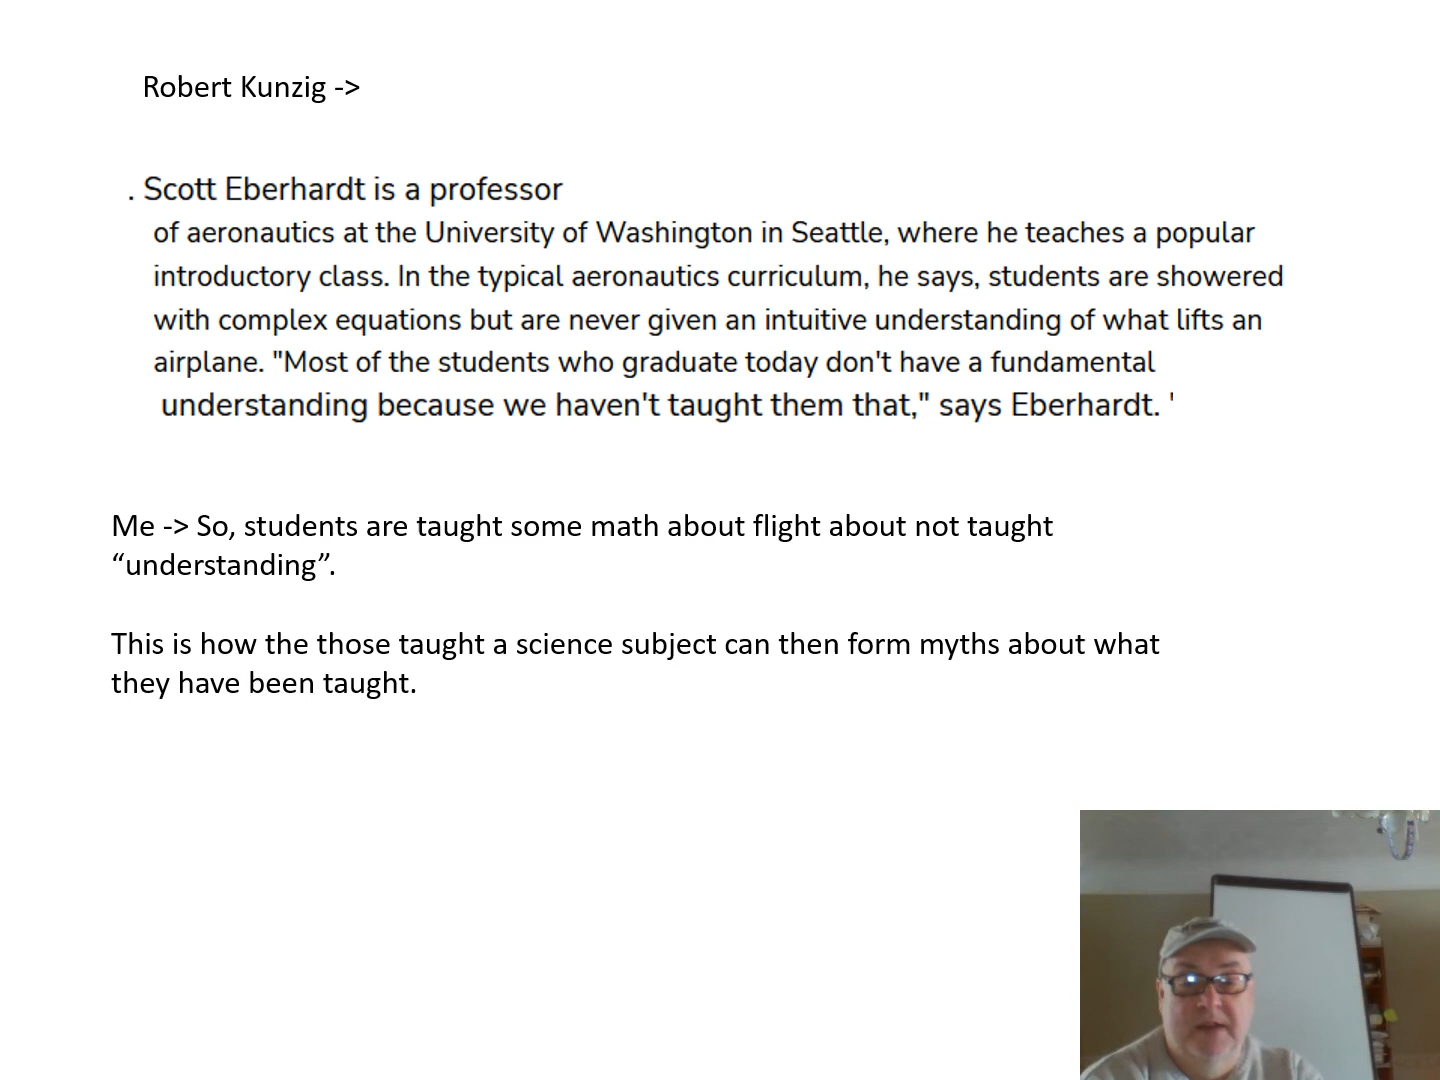 Robert Kunzig ->
. Scott Eberhardt is a professor
of aeronautics at the University of Washington in Seattle, where he teaches a popular
introductory class. In the typical aeronautics curriculum, he says, students are showered
with complex equations but are never given an intuitive understanding of what lifts an
airplane. "Most of the students who graduate today don't have a fundamental
understanding because we haven't taught them that," says Eberhardt. '
Me -> So, students are taught some math about flight about not taught
“understanding”.
This is how the those taught a science subject can then form myths about what
they have been taught.